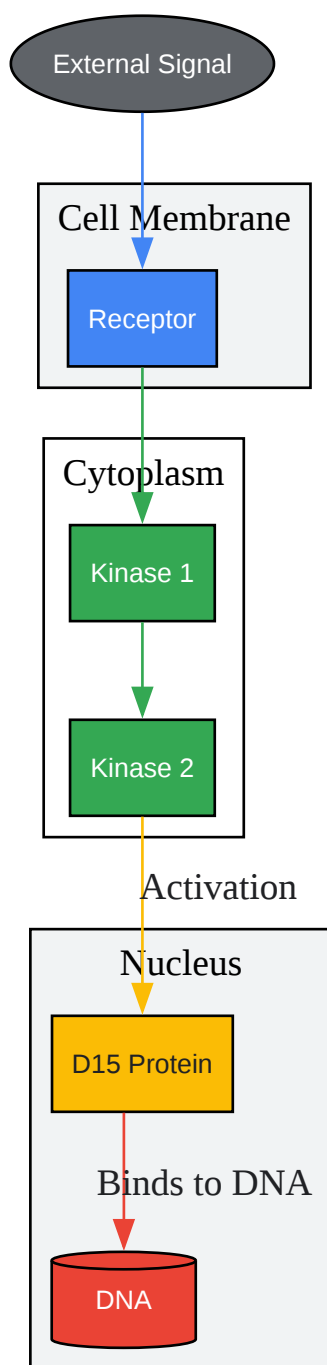 External Signal
Cell Membrane
Receptor
Cytoplasm
Kinase 1
Kinase 2
Activation
Nucleus
D15 Protein
Binds to DNA
DNA